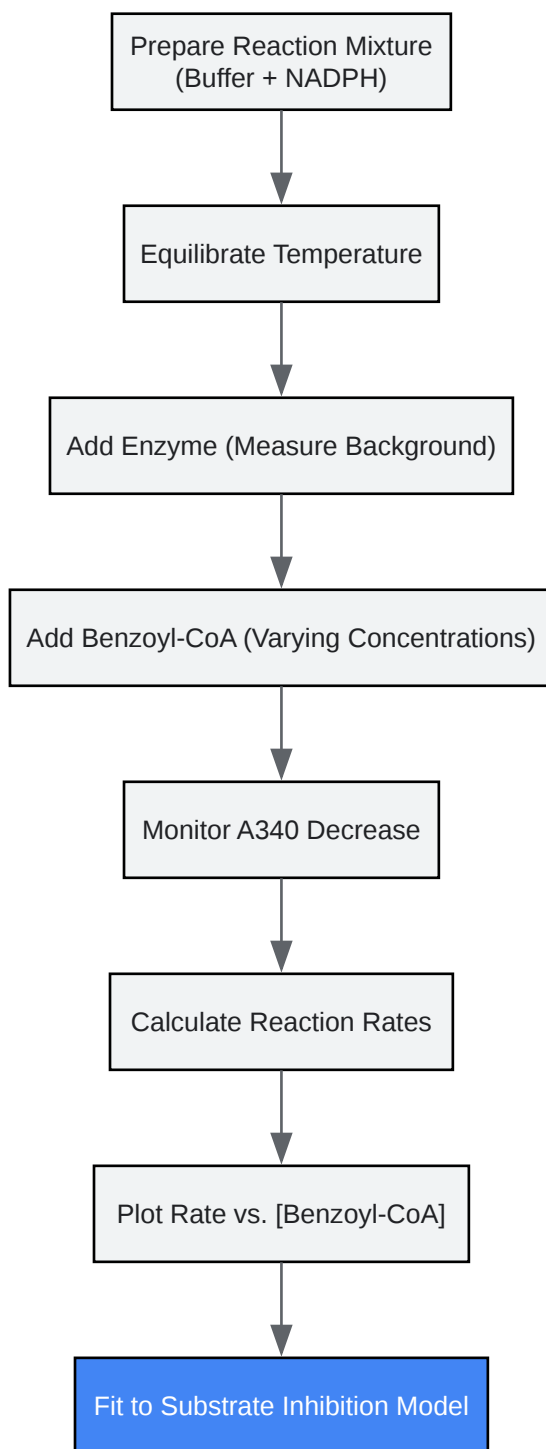 Prepare Reaction Mixture
(Buffer + NADPH)
Equilibrate Temperature
Add Enzyme (Measure Background)
Add Benzoyl-CoA (Varying Concentrations)
Monitor A340 Decrease
Calculate Reaction Rates
Plot Rate vs. [Benzoyl-CoA]
Fit to Substrate Inhibition Model